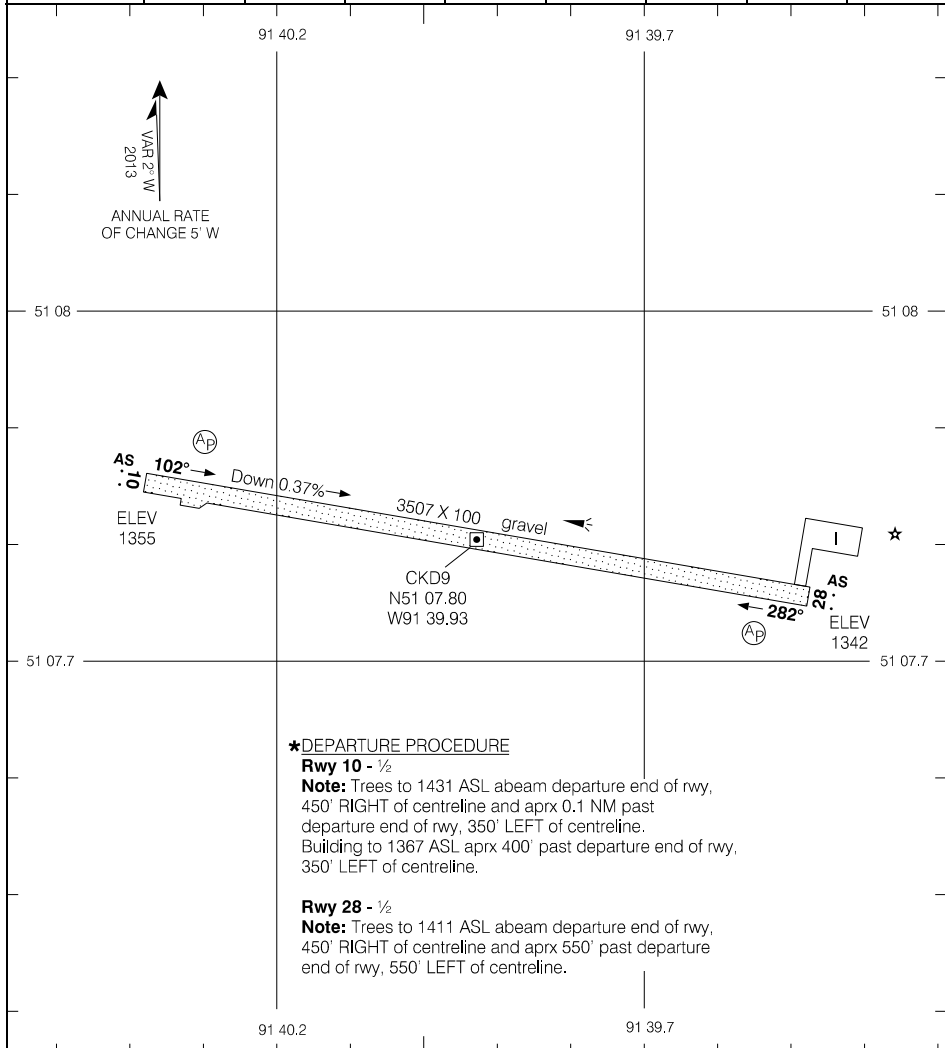 91 40.2
91 39.7
VAR 2° W
2013
ANNUAL RATE
OF CHANGE 5' W
51 08
51 08
AP
AS
10
102°
Down 0.37%
3507 X 100
gravel
ELEV
1355
I
CKD9
N51 07.80
W91 39.93
AS
28
282°
AP
ELEV
1342
51 07.7
51 07.7
*DEPARTURE PROCEDURE
Rwy 10 - ½
Note: Trees to 1431 ASL abeam departure end of rwy,
450' RIGHT of centreline and aprx 0.1 NM past
departure end of rwy, 350' LEFT of centreline.
Building to 1367 ASL aprx 400' past departure end of rwy,
350' LEFT of centreline.
Rwy 28 - ½
Note: Trees to 1411 ASL abeam departure end of rwy,
450' RIGHT of centreline and aprx 550' past departure
end of rwy, 550' LEFT of centreline.
91 40.2
91 39.7